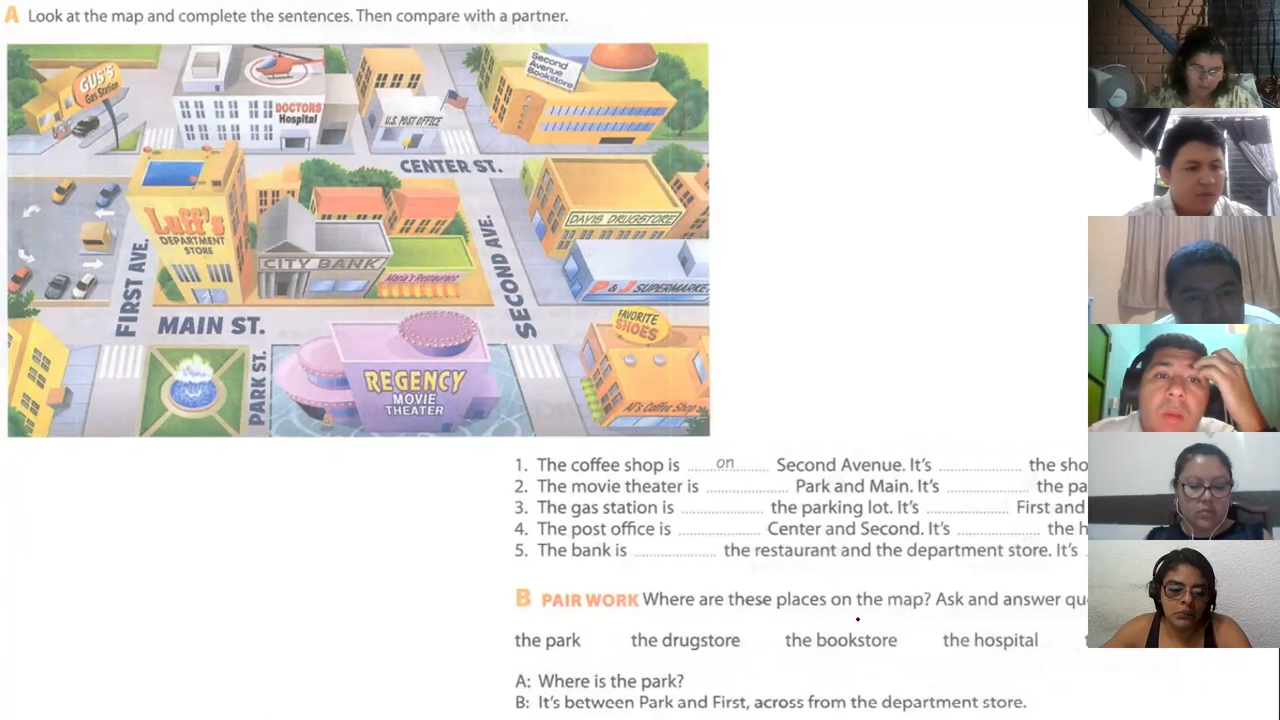 A Look at the map and complete the sentences. Then compare with a partner.
GUS'S
Gas Station
DOCTORS
Hospital
U.S. POST OFFICE
Second
Avenue
Bookstore
CENTER ST.
Luff's
DEPARTMENT
STORE
CITY BANK
Maria's Restaurant
DAVIS DRUGSTORE
P & J SUPERMARKET
FIRST AVE.
SECOND AVE.
MAIN ST.
PARK ST.
REGENCY
MOVIE
THEATER
FAVORITE
SHOES
Al's Coffee Shop
1. The coffee shop is ....on.... Second Avenue. It's .................... the sho
2. The movie theater is .................... Park and Main. It's .................... the pa
3. The gas station is .................... the parking lot. It's .................... First and
4. The post office is .................... Center and Second. It's .................... the h
5. The bank is .................... the restaurant and the department store. It's
B PAIR WORK Where are these places on the map? Ask and answer qu
the park the drugstore the bookstore the hospital
A: Where is the park?
B: It's between Park and First, across from the department store.